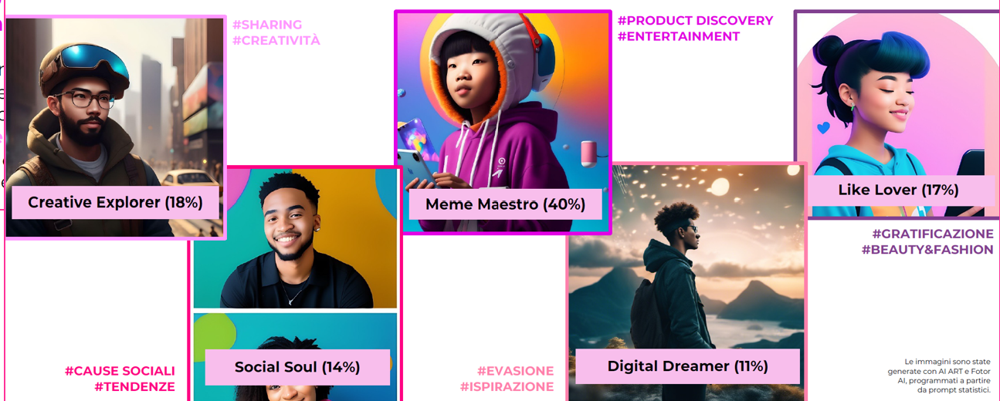 #SHARING
#CREATIVITÀ
Creative Explorer (18%)
#CAUSE SOCIALI
#TENDENZE
Social Soul (14%)
#PRODUCT DISCOVERY
#ENTERTAINMENT
Meme Maestro (40%)
#EVASIONE
#ISPIRAZIONE
Digital Dreamer (11%)
Like Lover (17%)
#GRATIFICAZIONE
#BEAUTY&FASHION
Le immagini sono state
generate con AI ART e Fotor
AI, programmati a partire
da prompt statistici.